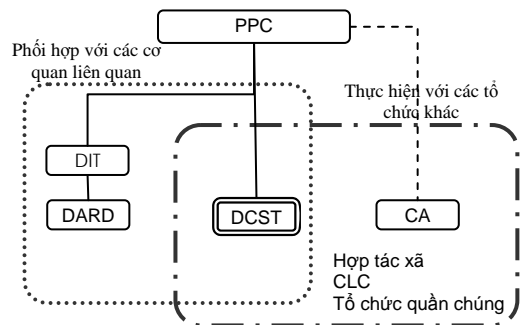 PPC
Phối hợp với các cơ
quan liên quan
Thực hiện với các tổ
chức khác
DIT
DARD
DCST
CA
Hợp tác xã
CLC
Tổ chức quần chúng